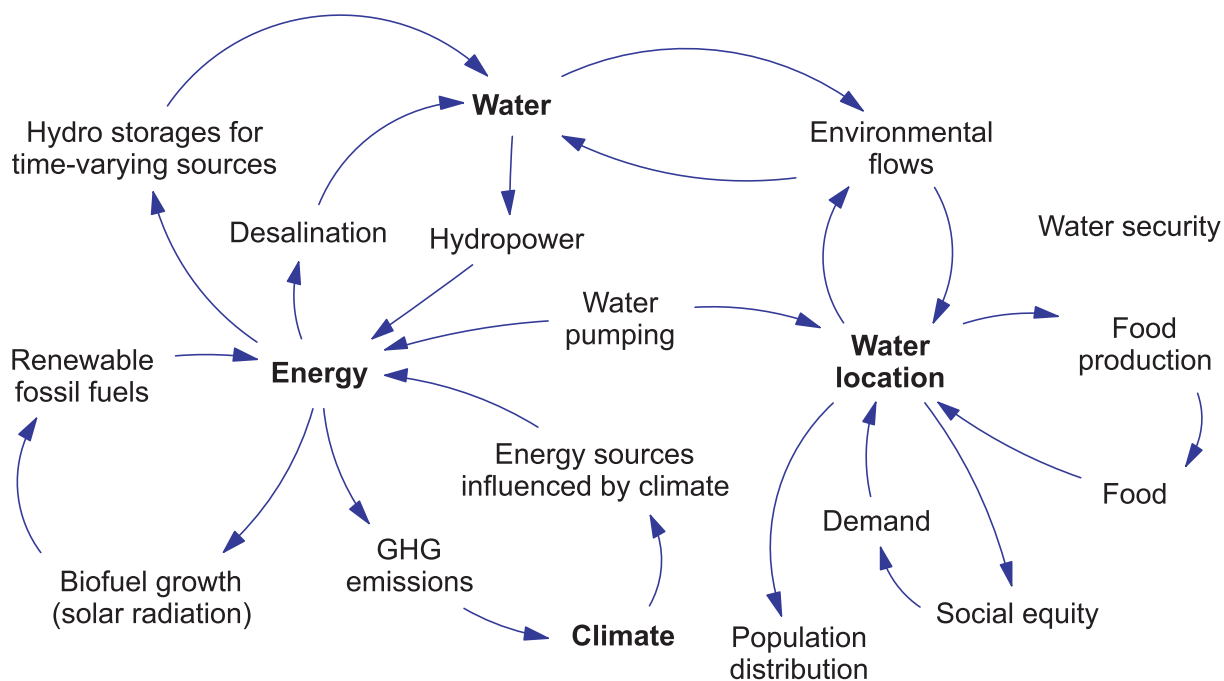 Water
Hydro storages for
time-varying sources
Environmental
flows
Desalination
Hydropower
Water security
Water
pumping
Renewable
fossil fuels
Energy
Water
location
Food
production
Energy sources
influenced by climate
Food
Demand
GHG
emissions
Biofuel growth
(solar radiation)
Climate
Social equity
Population
distribution